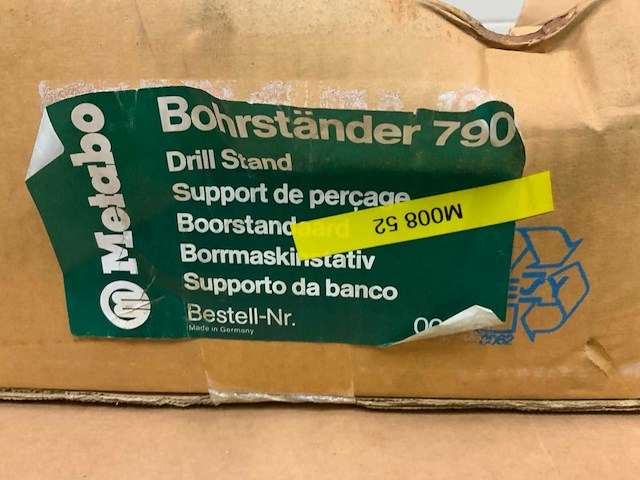 Metabo
Bohrständer 790
Drill Stand
Support de perçage
Boorstandaard
Borrmaskinstativ
Supporto da banco
Bestell-Nr.
Made in Germany
M008 52